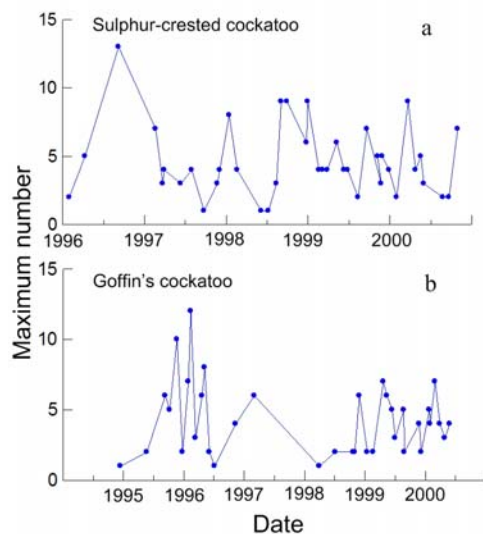 Sulphur-crested cockatoo
a
15
10
5
0
1996 1997 1998 1999 2000
Maximum number
Goffin's cockatoo
b
15
10
5
0
1995 1996 1997 1998 1999 2000
Date